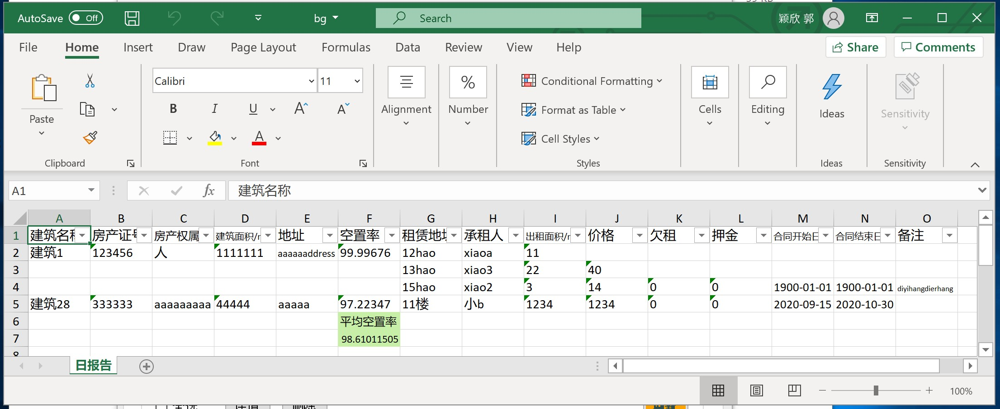 AutoSave Off bg Search 颖欣 郭
File Home Insert Draw Page Layout Formulas Data Review View Help Share Comments
Paste
Clipboard
Calibri 11
B I U A A
A
Font
Alignment
%
Number
Conditional Formatting
Format as Table
Cell Styles
Styles
Cells
Editing
Ideas
Ideas
Sensitivity
Sensitivity
A1 fx 建筑名称
A B C D E F G H I J K L M N O
1 建筑名称 房产证号 房产权属 建筑面积/ 地址 空置率 租赁地址 承租人 出租面积/ 价格 欠租 押金 合同开始日 合同结束日 备注
2 建筑1 123456 人 1111111 aaaaaaddress 99.99676 12hao xiaoa 11
3 13hao xiao3 22 40
4 15hao xiao2 3 14 0 0 1900-01-01 1900-01-01 diyihangdierhang
5 建筑28 333333 aaaaaaaaa 44444 aaaaa 97.22347 11楼 小b 1234 1234 0 0 2020-09-15 2020-10-30
6 平均空置率
7 98.61011505
8
日报告
100%